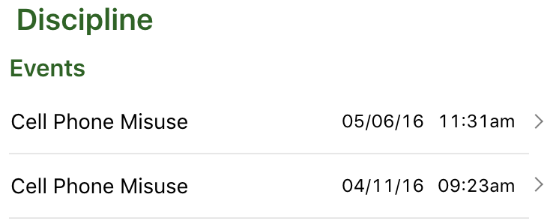 Discipline
Events
Cell Phone Misuse 05/06/16 11:31am
Cell Phone Misuse 04/11/16 09:23am